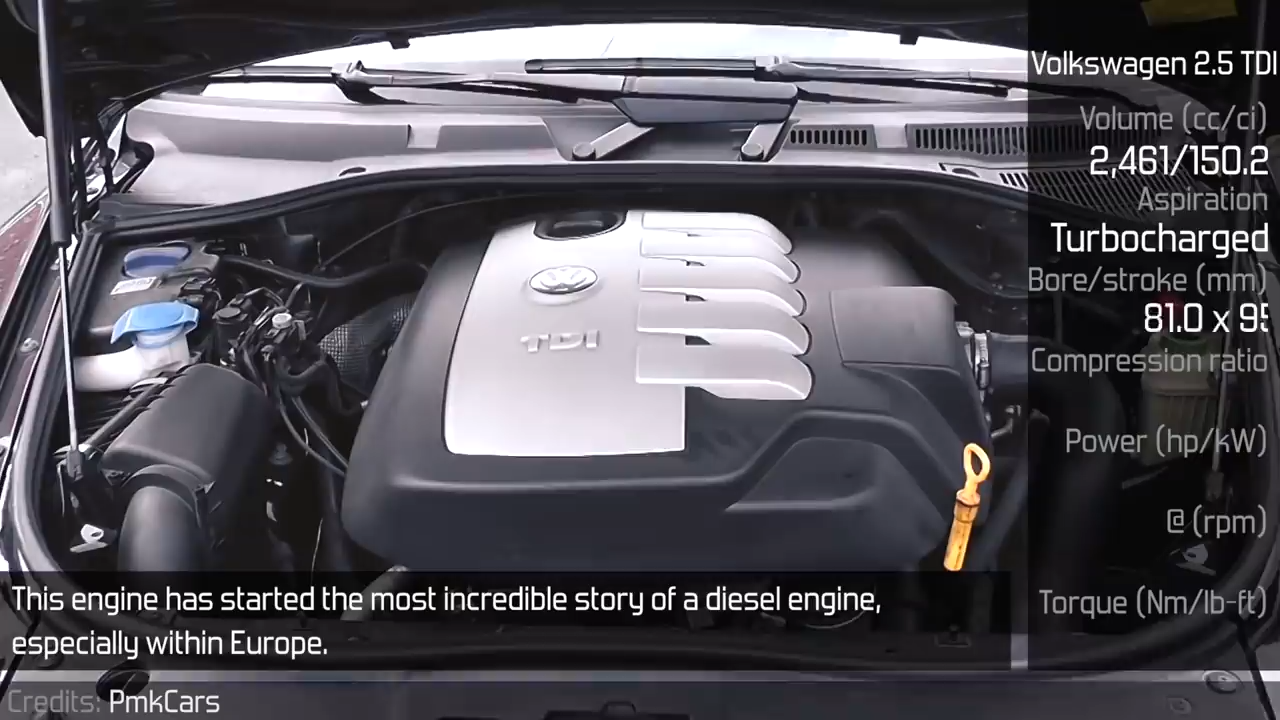 Volkswagen 2.5 TDI
Volume (cc/ci)
2,461/150.2
Aspiration
Turbocharged
Bore/stroke (mm)
81.0 x 95
Compression ratio
Power (hp/kW)
@ (rpm)
Torque (Nm/lb-ft)
TDI
This engine has started the most incredible story of a diesel engine,
especially within Europe.
Credits: PmkCars